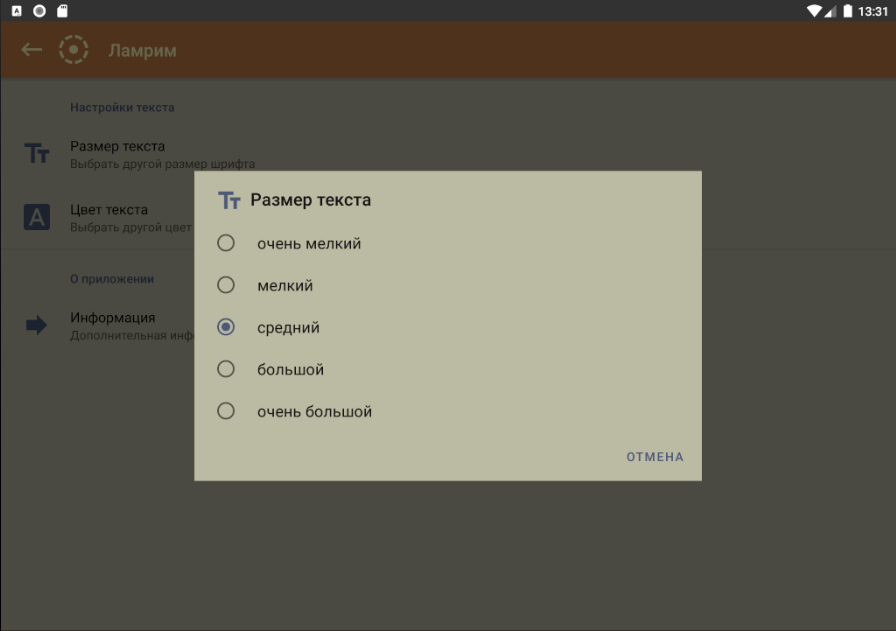 13:31
Ламрим
Настройки текста
Размер текста
Выбрать другой размер шрифта
Цвет текста
Выбрать другой цвет
О приложении
Информация
Дополнительная
Размер текста
очень мелкий
мелкий
средний
большой
очень большой
ОТМЕНА